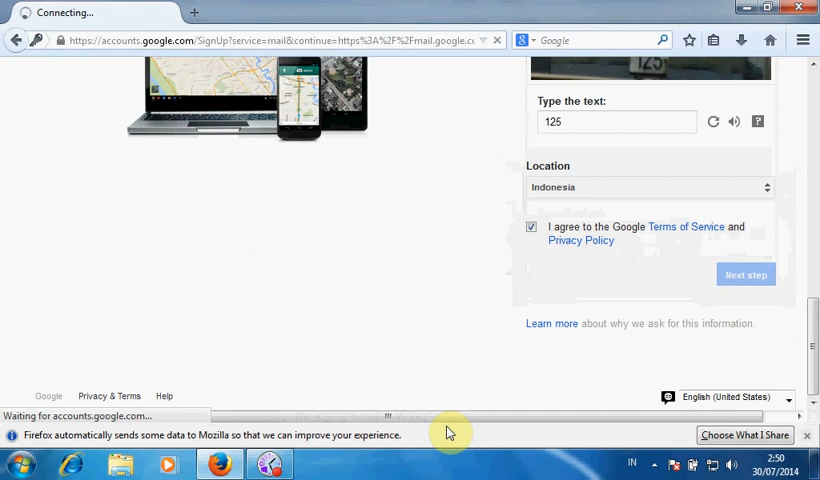 Connecting...
https://accounts.google.com/SignUp?service=mail&continue=https%3A%2F%2Fmail.google.cc
Google
125
Type the text:
125
Location
Indonesia
I agree to the Google Terms of Service and
Privacy Policy
Next step
Learn more about why we ask for this information.
Google Privacy & Terms Help
English (United States)
Waiting for accounts.google.com...
Firefox automatically sends some data to Mozilla so that we can improve your experience.
Choose What I Share
IN
2:50
30/07/2014